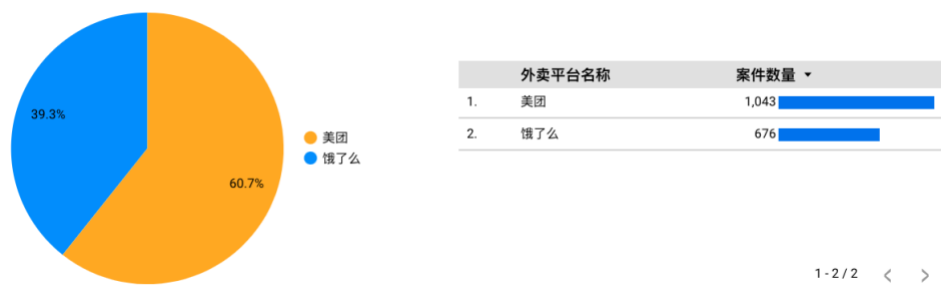 39.3%
60.7%
美团
饿了么
外卖平台名称 案件数量
1. 美团 1,043
2. 饿了么 676
1 - 2 / 2